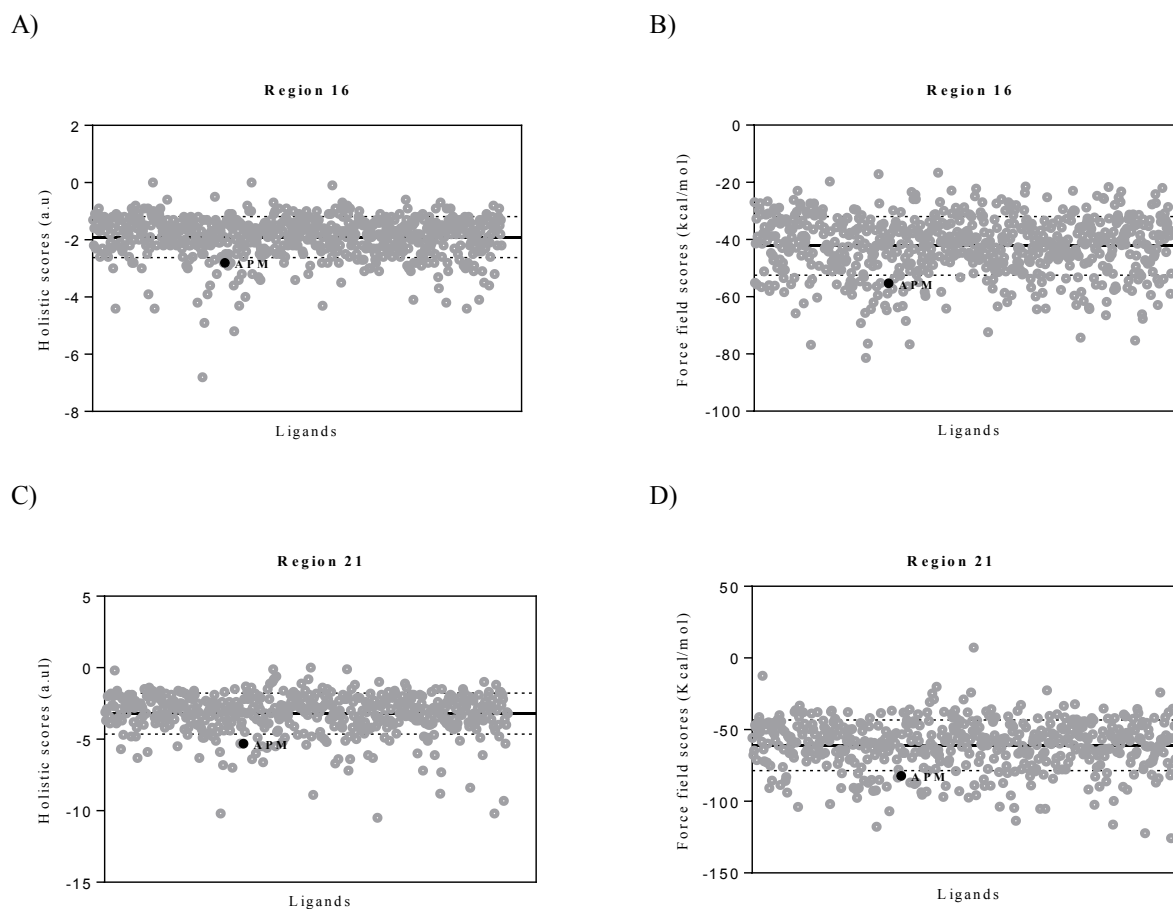 A)
Region 16
Holistic scores (a.u)
2
0
-2
-4
-6
-8
APM
Ligands
B)
Region 16
Force field scores (kcal/mol)
0
-20
-40
-60
-80
-100
APM
Ligands
C)
Region 21
Holistic scores (a.ul)
5
0
-5
-10
-15
APM
Ligands
D)
Region 21
Force field scores (Kcal/mol)
50
0
-50
-100
-150
APM
Ligands